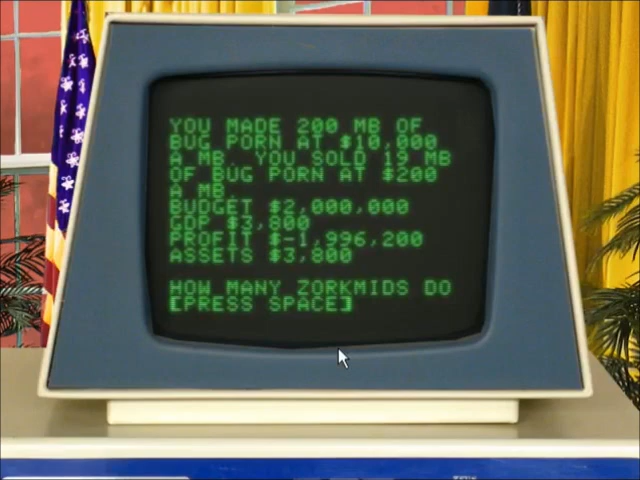 YOU MADE 200 MB OF
BUG PORN AT $10,000
A MB. YOU SOLD 19 MB
OF BUG PORN AT $200
A MB.
BUDGET $2,000,000
GDP $3,800
PROFIT $-1,996,200
ASSETS $3,800
HOW MANY ZORKMIDS DO
[PRESS SPACE]